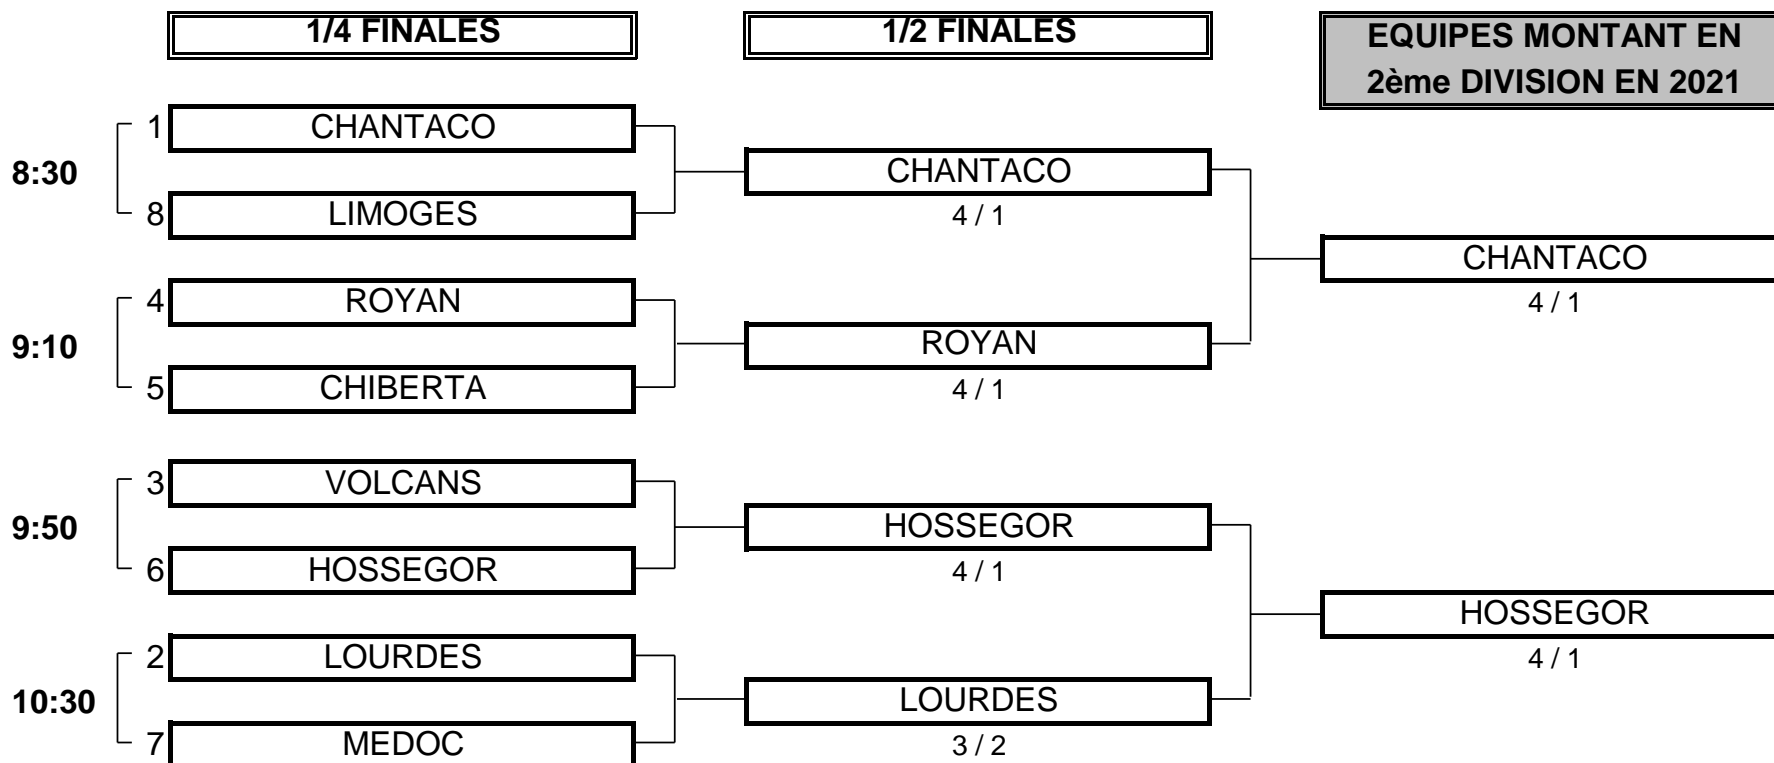 1/4 FINALES
1/2 FINALES
EQUIPES MONTANT EN
2ème DIVISION EN 2021
8:30
1 CHANTACO
8 LIMOGES
CHANTACO
4 / 1
9:10
4 ROYAN
5 CHIBERTA
ROYAN
4 / 1
CHANTACO
4 / 1
9:50
3 VOLCANS
6 HOSSEGOR
HOSSEGOR
4 / 1
10:30
2 LOURDES
7 MEDOC
LOURDES
3 / 2
HOSSEGOR
4 / 1